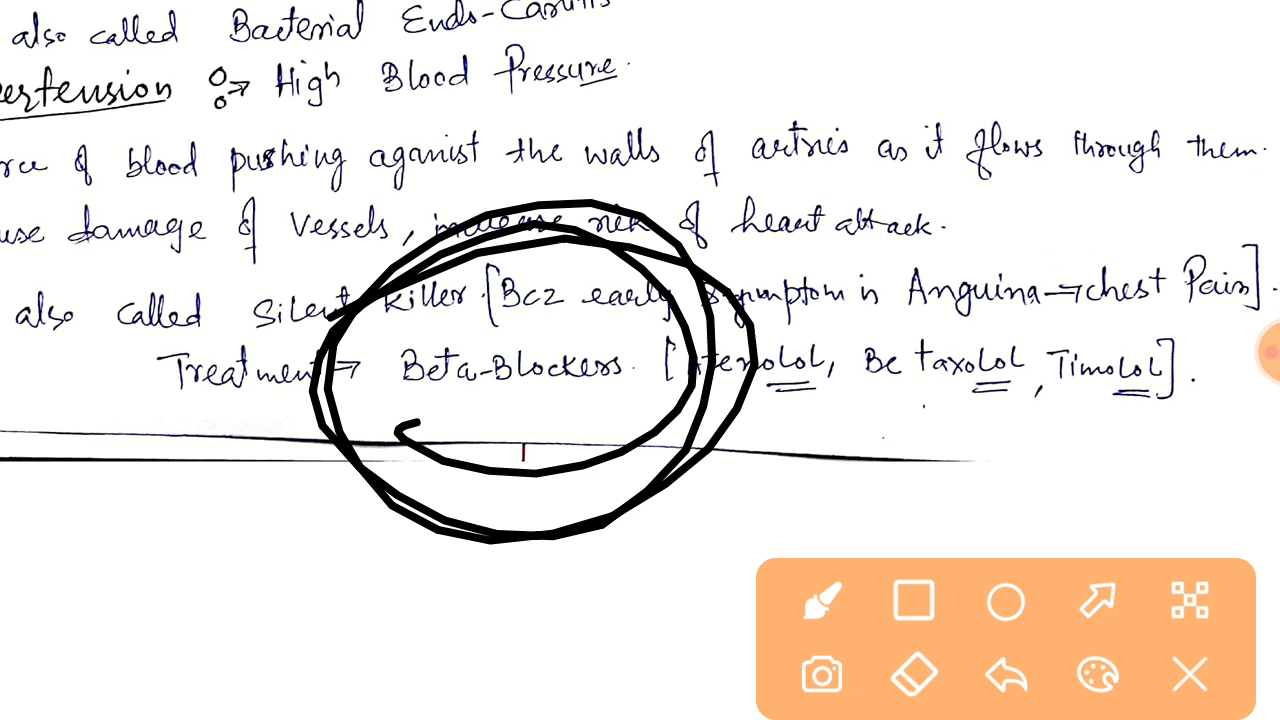 also called Bacterial Endo-Carditis
ertension :→ High Blood Pressure.
rce of blood pushing against the walls of artries as it flows through them.
use damage of vessels, increase risk of heart attack.
also called Silent killer. [Bcz early symptom is Anguina → chest Pain].
Treatment → Beta-Blockers. [Atenolol, Betaxolol, Timolol].